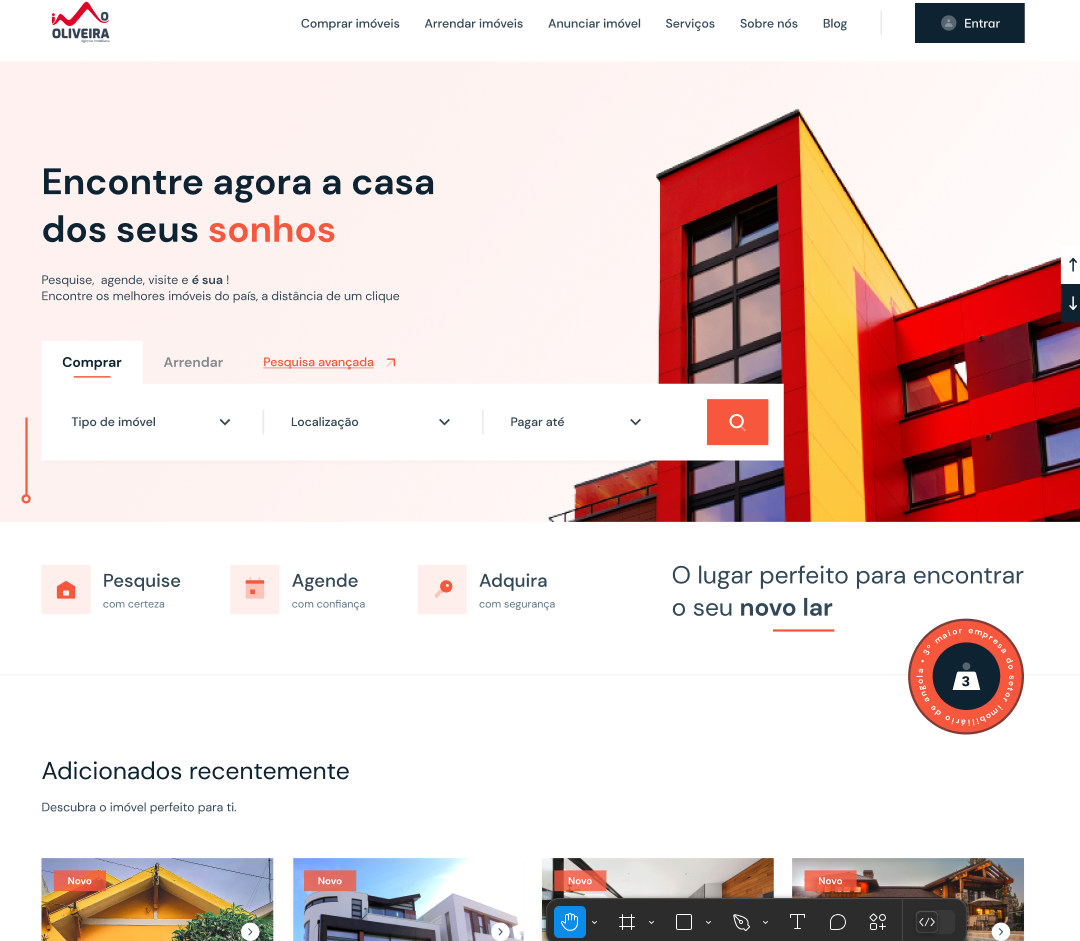 IMO
OLIVEIRA
Comprar imóveis
Arrendar imóveis
Anunciar imóvel
Serviços
Sobre nós
Blog
Entrar
Encontre agora a casa
dos seus sonhos
Pesquise, agende, visite e é sua !
Encontre os melhores imóveis do país, a distância de um clique
Comprar
Arrendar
Pesquisa avançada
Tipo de imóvel
Localização
Pagar até
Pesquise
com certeza
Agende
com confiança
Adquira
com segurança
O lugar perfeito para encontrar
o seu novo lar
3º maior empresa do setor imobiliário de angola •
3
Adicionados recentemente
Descubra o imóvel perfeito para ti.
Novo
Novo
Novo
Novo